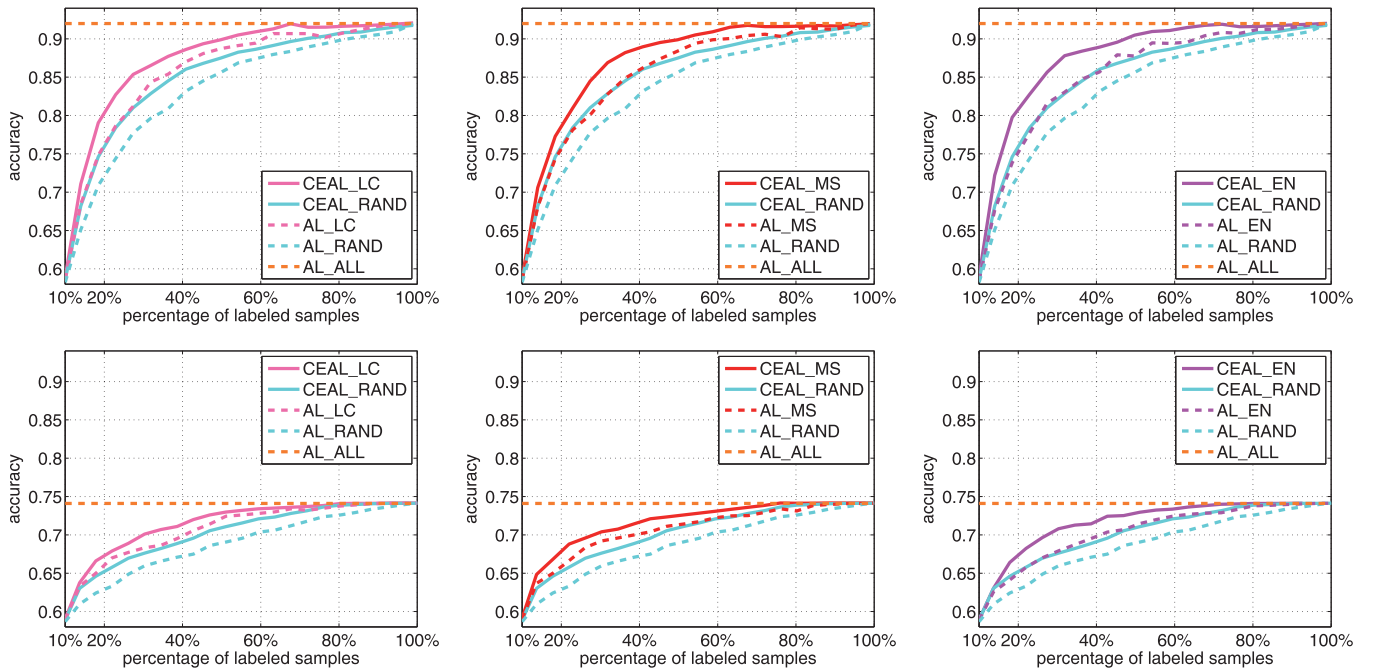 accuracy
0.9
0.85
0.8
0.75
0.7
0.65
0.6
CEAL_LC
CEAL_RAND
AL_LC
AL_RAND
AL_ALL
10% 20% 40% 60% 80% 100%
percentage of labeled samples
accuracy
0.9
0.85
0.8
0.75
0.7
0.65
0.6
CEAL_MS
CEAL_RAND
AL_MS
AL_RAND
AL_ALL
10% 20% 40% 60% 80% 100%
percentage of labeled samples
accuracy
0.9
0.85
0.8
0.75
0.7
0.65
0.6
CEAL_EN
CEAL_RAND
AL_EN
AL_RAND
AL_ALL
10% 20% 40% 60% 80% 100%
percentage of labeled samples
accuracy
0.9
0.85
0.8
0.75
0.7
0.65
0.6
CEAL_LC
CEAL_RAND
AL_LC
AL_RAND
AL_ALL
10% 20% 40% 60% 80% 100%
percentage of labeled samples
accuracy
0.9
0.85
0.8
0.75
0.7
0.65
0.6
CEAL_MS
CEAL_RAND
AL_MS
AL_RAND
AL_ALL
10% 20% 40% 60% 80% 100%
percentage of labeled samples
accuracy
0.9
0.85
0.8
0.75
0.7
0.65
0.6
CEAL_EN
CEAL_RAND
AL_EN
AL_RAND
AL_ALL
10% 20% 40% 60% 80% 100%
percentage of labeled samples